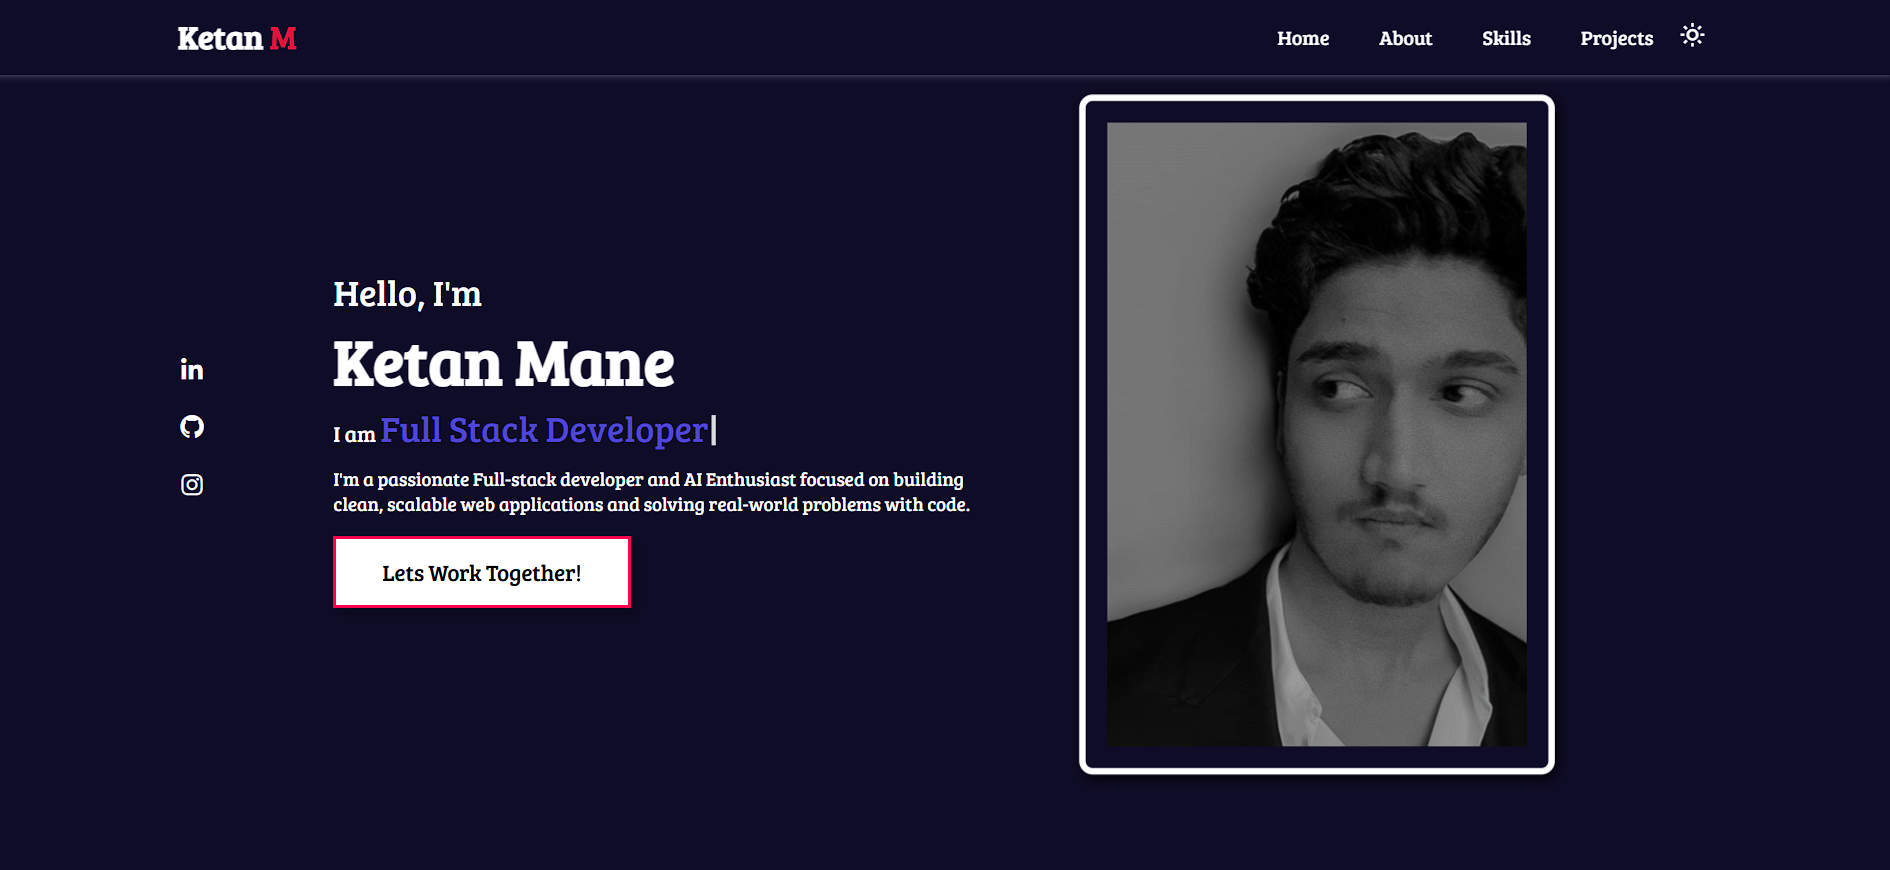 Ketan M
Home About Skills Projects
Hello, I'm
Ketan Mane
I am Full Stack Developer|
I'm a passionate Full-stack developer and AI Enthusiast focused on building
clean, scalable web applications and solving real-world problems with code.
in
Lets Work Together!